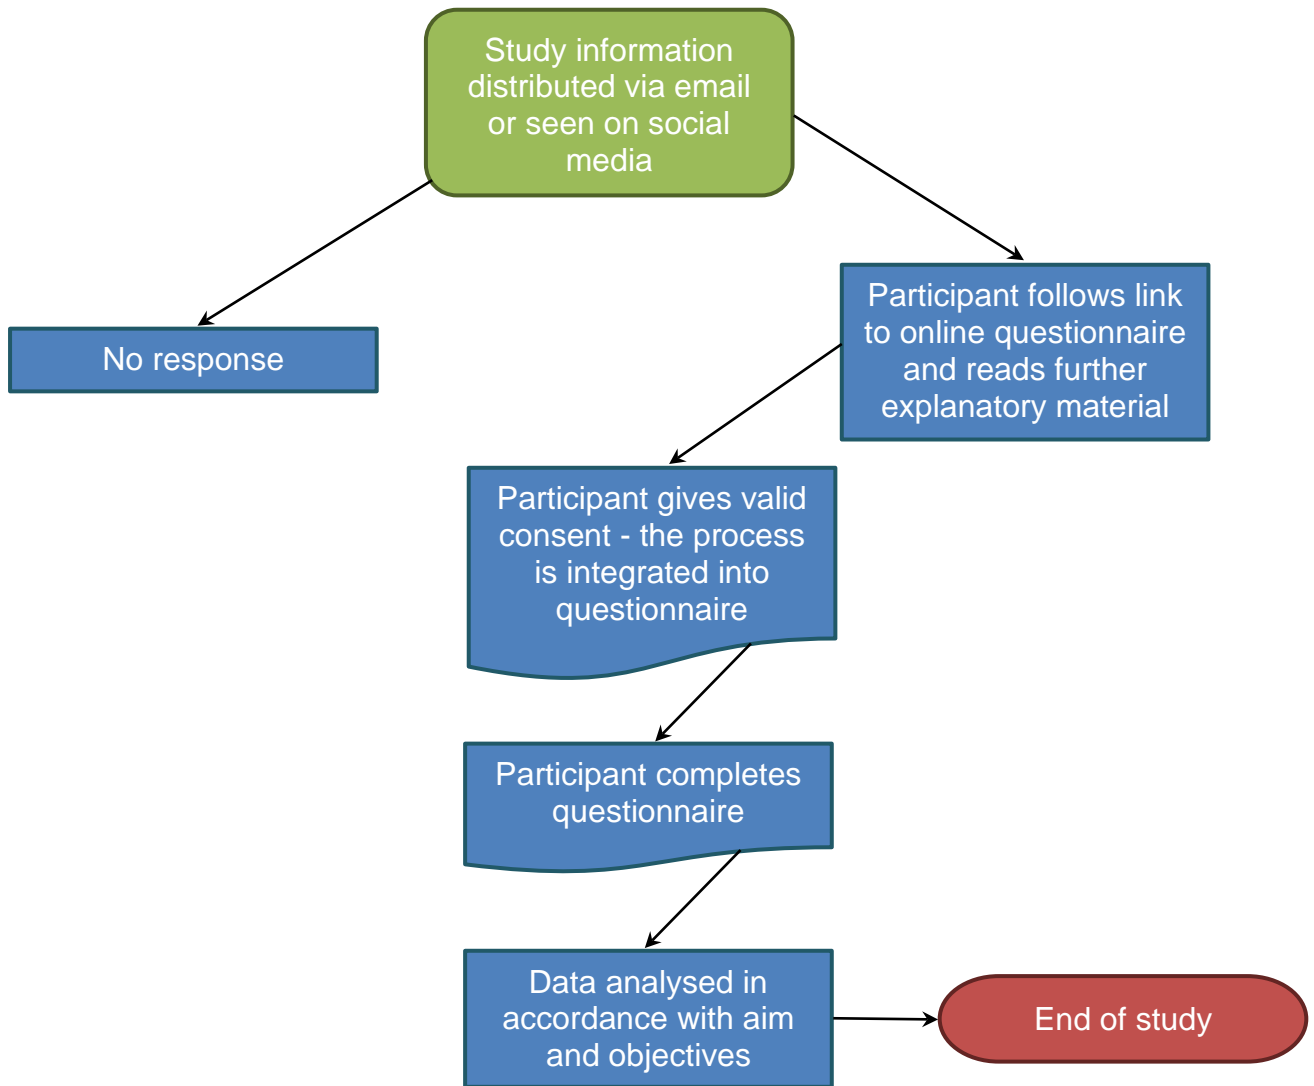 Study information
distributed via email
or seen on social
media
No response
Participant follows link
to online questionnaire
and reads further
explanatory material
Participant gives valid
consent - the process
is integrated into
questionnaire
Participant completes
questionnaire
Data analysed in
accordance with aim
and objectives
End of study